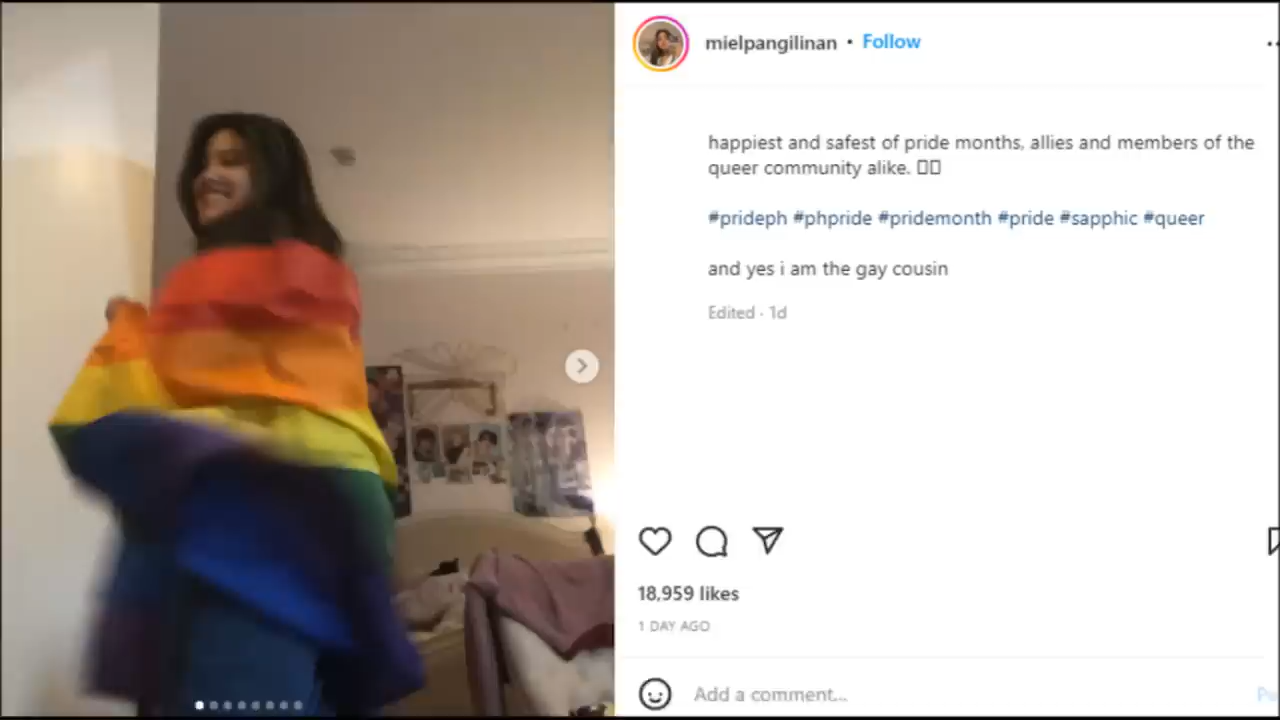 mielpangilinan • Follow
happiest and safest of pride months, allies and members of the
queer community alike.
#prideph #phpride #pridemonth #pride #sapphic #queer
and yes i am the gay cousin
Edited · 1d
18,959 likes
1 DAY AGO
Add a comment...